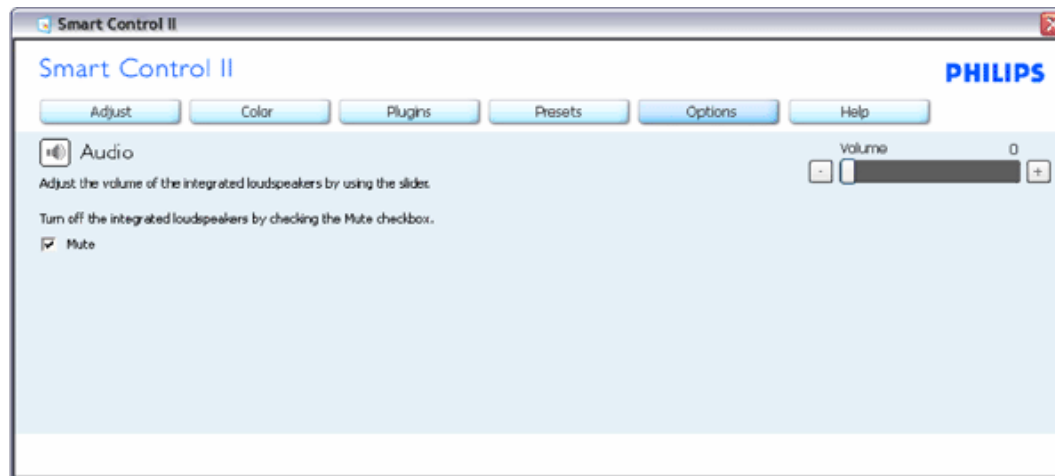 Smart Control II
Smart Control II
PHILIPS
Adjust Color Plugins Presets Options Help
Audio
Volume 0
- +
Adjust the volume of the integrated loudspeakers by using the slider.
Turn off the integrated loudspeakers by checking the Mute checkbox.
Mute